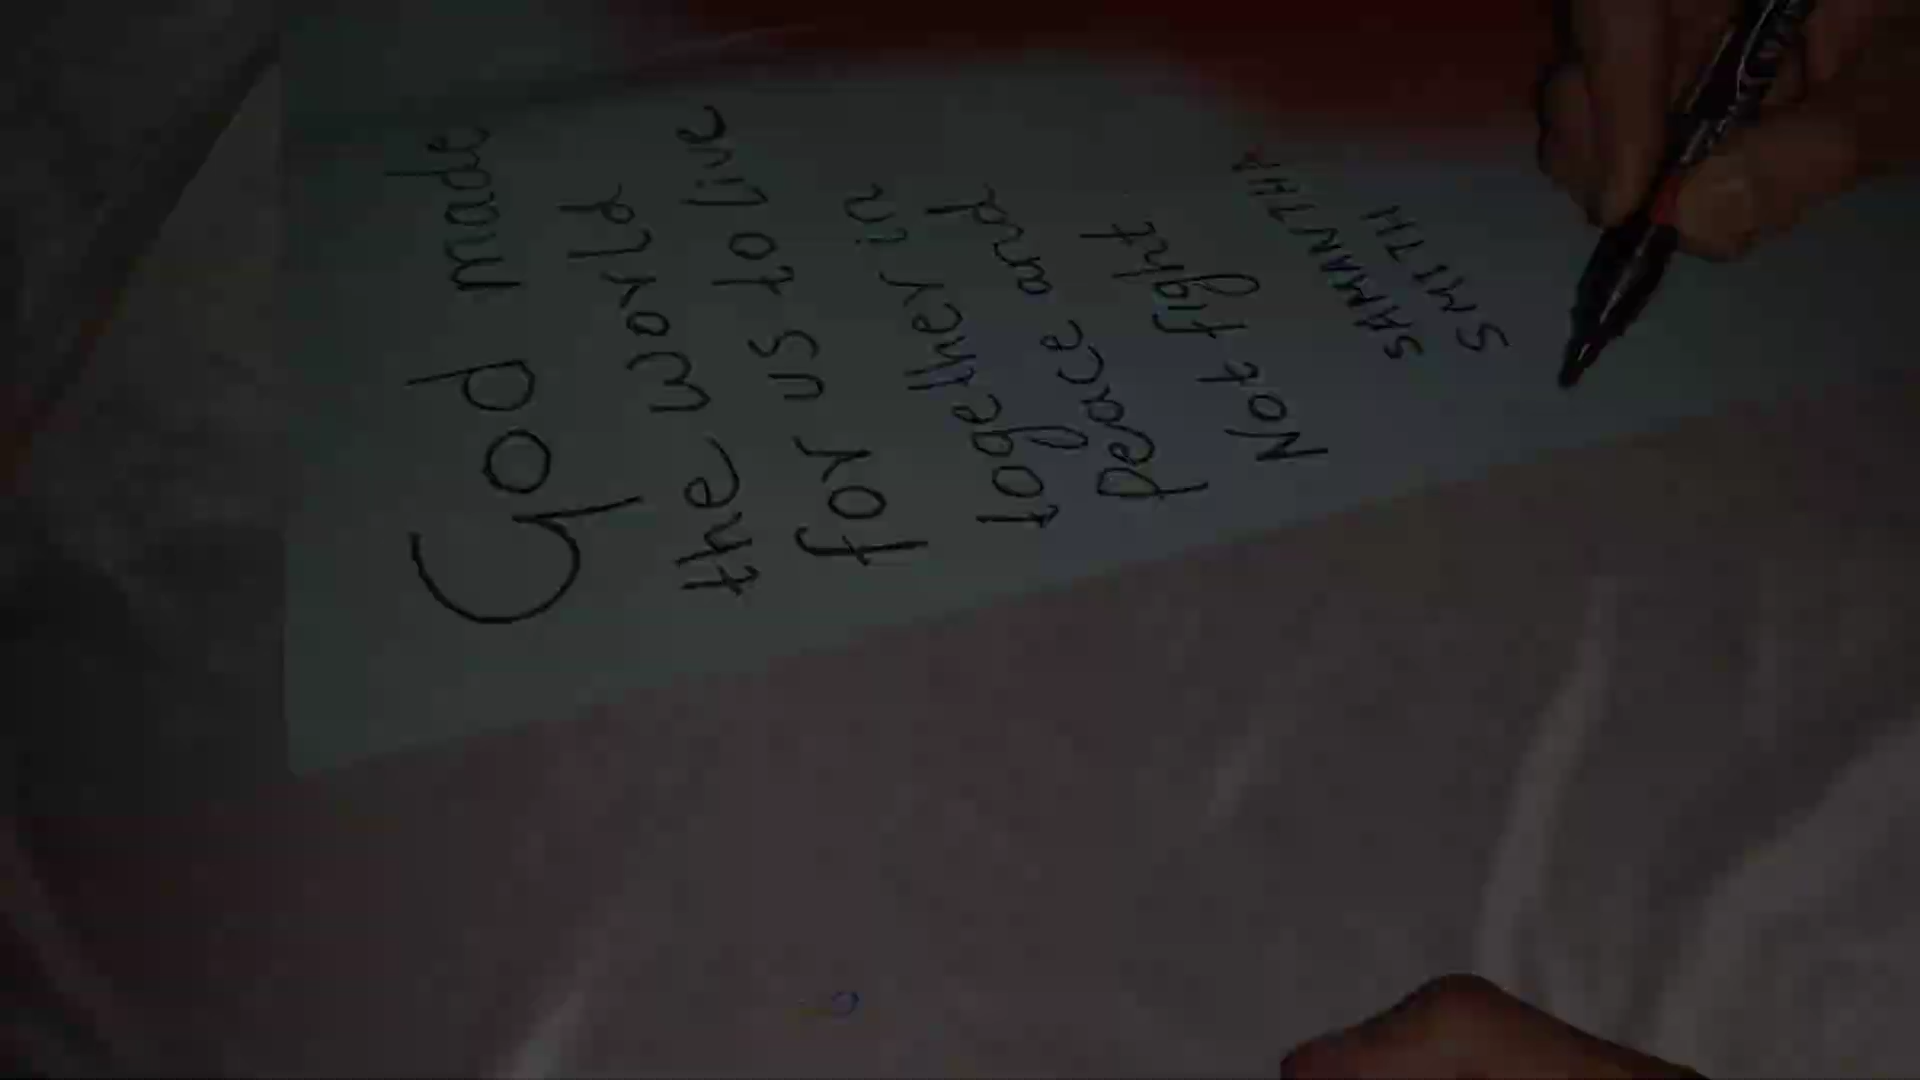 God made
the world
for us to live
together in
peace and
Not fight
SAMANTHA
SMITH